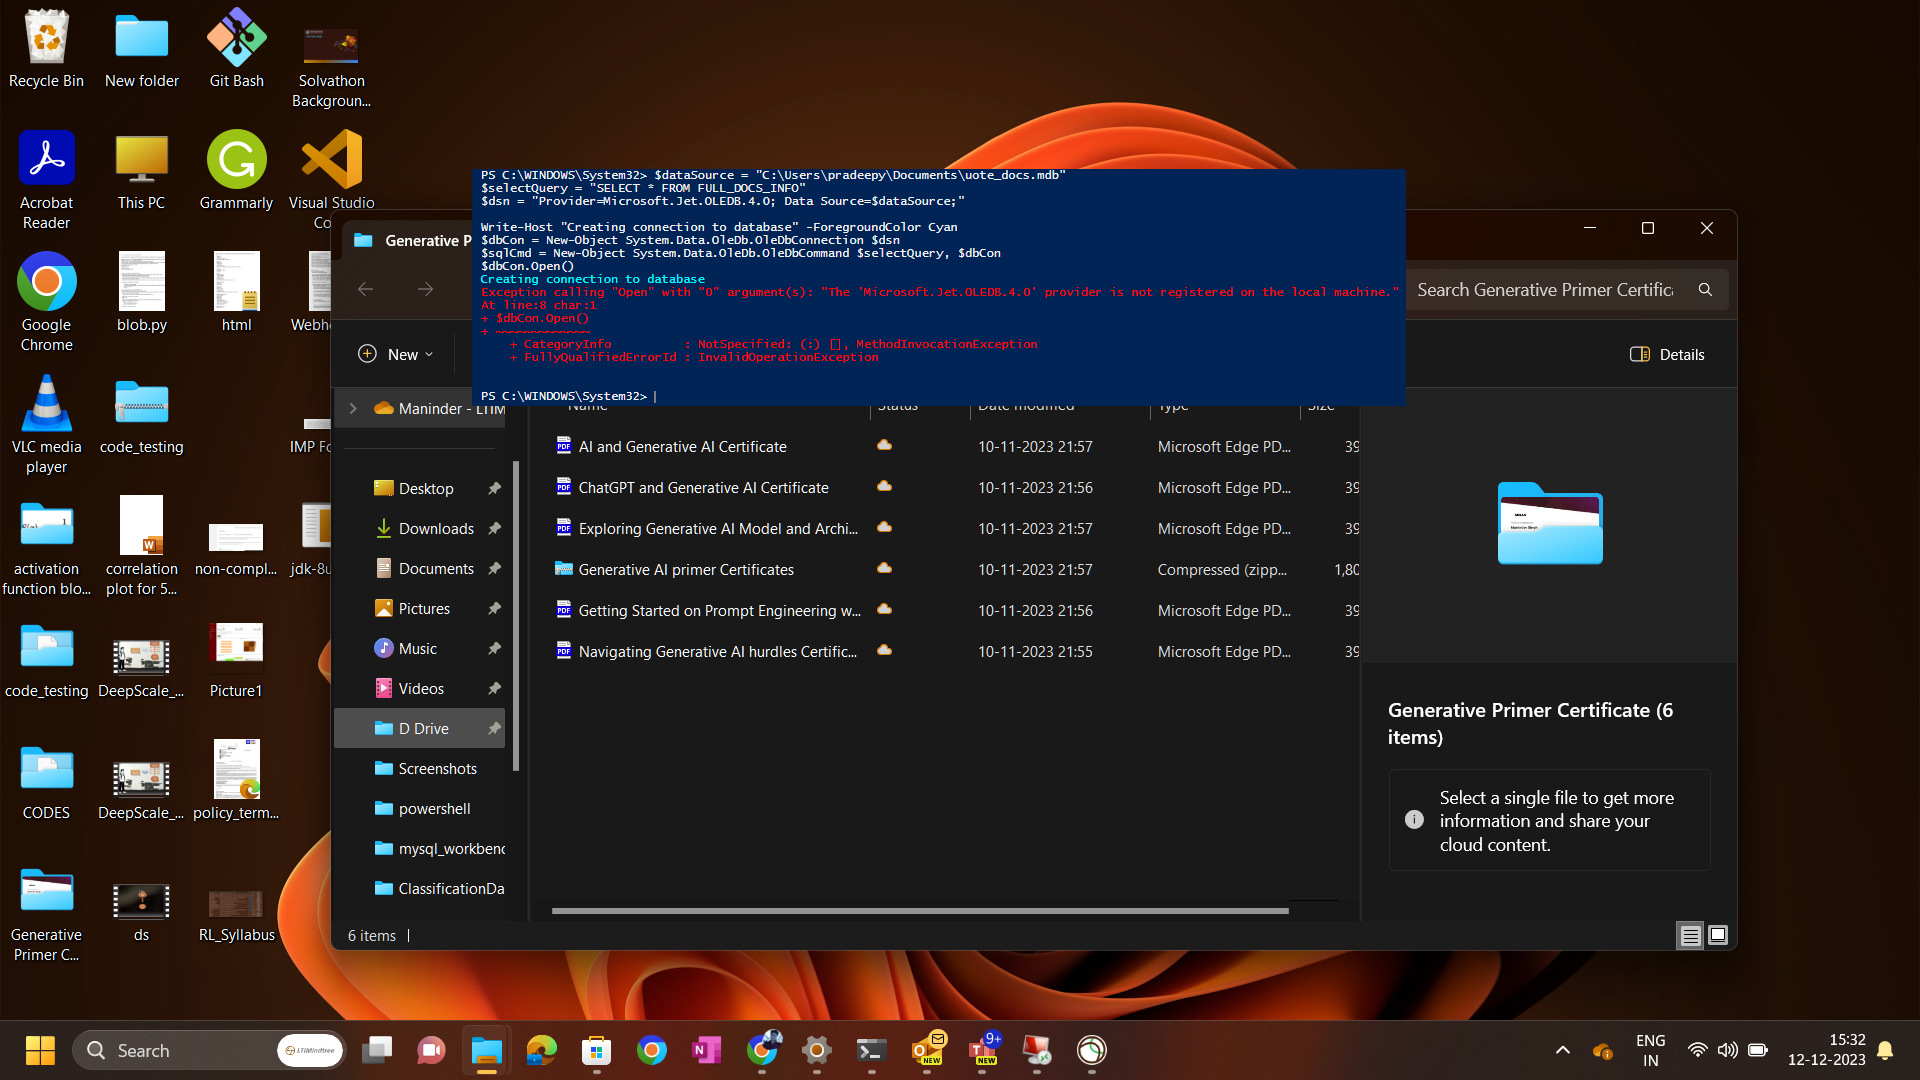 Recycle Bin
New folder
Git Bash
Solvathon
Backgroun...
Acrobat
Reader
This PC
Grammarly
Visual Studio
Co
Google
Chrome
blob.py
html
Webh
VLC media
player
code_testing
IMP Fo
activation
function blo...
correlation
plot for 5...
non-compl...
jdk-8u
code_testing
DeepScale_...
Picture1
CODES
DeepScale_...
policy_term...
Generative
Primer C...
ds
RL_Syllabus
PS C:\WINDOWS\System32> $dataSource = "C:\Users\pradeepy\Documents\uote_docs.mdb"
$selectQuery = "SELECT * FROM FULL_DOCS_INFO"
$dsn = "Provider=Microsoft.Jet.OLEDB.4.0; Data Source=$dataSource;"
Write-Host "Creating connection to database" -ForegroundColor Cyan
$dbCon = New-Object System.Data.OleDb.OleDbConnection $dsn
$sqlCmd = New-Object System.Data.OleDb.OleDbCommand $selectQuery, $dbCon
$dbCon.Open()
Creating connection to database
Exception calling "Open" with "0" argument(s): "The 'Microsoft.Jet.OLEDB.4.0' provider is not registered on the local machine."
At line:8 char:1
+ $dbCon.Open()
+ ~~~~~~~~~~~~~
+ CategoryInfo : NotSpecified: (:) [], MethodInvocationException
+ FullyQualifiedErrorId : InvalidOperationException
PS C:\WINDOWS\System32>
Generative P
Search Generative Primer Certifica
New
Details
Maninder - LTIM
Name Status Date modified Type Size
Desktop
Downloads
Documents
Pictures
Music
Videos
D Drive
Screenshots
powershell
mysql_workbenc
ClassificationDa
AI and Generative AI Certificate 10-11-2023 21:57 Microsoft Edge PD... 39
ChatGPT and Generative AI Certificate 10-11-2023 21:56 Microsoft Edge PD... 39
Exploring Generative AI Model and Archi... 10-11-2023 21:57 Microsoft Edge PD... 39
Generative AI primer Certificates 10-11-2023 21:57 Compressed (zipp... 1,80
Getting Started on Prompt Engineering w... 10-11-2023 21:56 Microsoft Edge PD... 39
Navigating Generative AI hurdles Certific... 10-11-2023 21:55 Microsoft Edge PD... 39
Generative Primer Certificate (6
items)
Select a single file to get more
information and share your
cloud content.
6 items
Search
LTIMindtree
NEW
9+
NEW
ENG
IN
15:32
12-12-2023